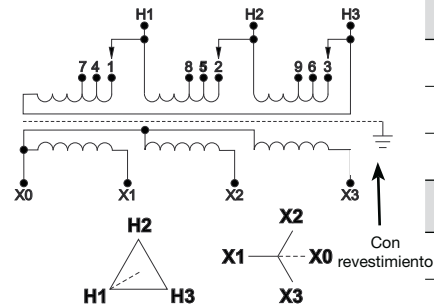 H1 H2 H3
7 4 1 8 5 2 9 6 3
X0 X1 X2 X3
H2
H1 H3
X2
X1 X0
X3
Con
revestimiento